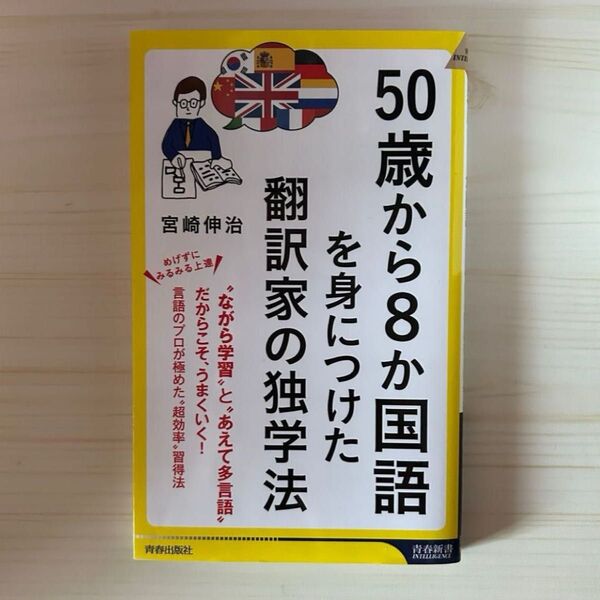 50歳から8か国語
を身につけた
翻訳家の独学法
宮崎伸治
めげずに
みるみる上達
〝ながら学習〟と〝あえて多言語〟
だからこそ、うまくいく！
言語のプロが極めた〝超効率〟習得法
青春出版社
青春新書
INTELLIGENCE